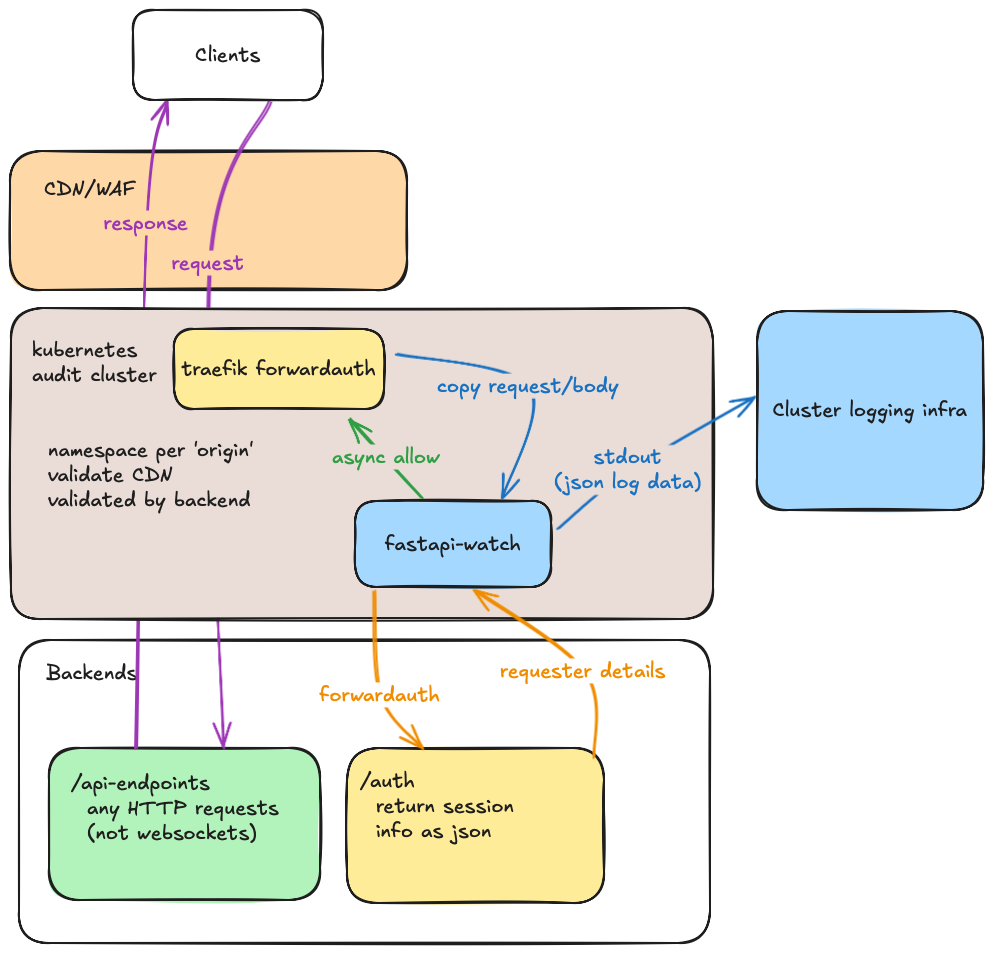 Clients
CDN/WAF
response
request
kubernetes
audit cluster
traefik forwardauth
copy request/body
Cluster logging infra
namespace per 'origin'
validate CDN
validated by backend
async allow
stdout
(json log data)
fastapi-watch
Backends
requester details
forwardauth
/api-endpoints
any HTTP requests
(not websockets)
/auth
return session
info as json